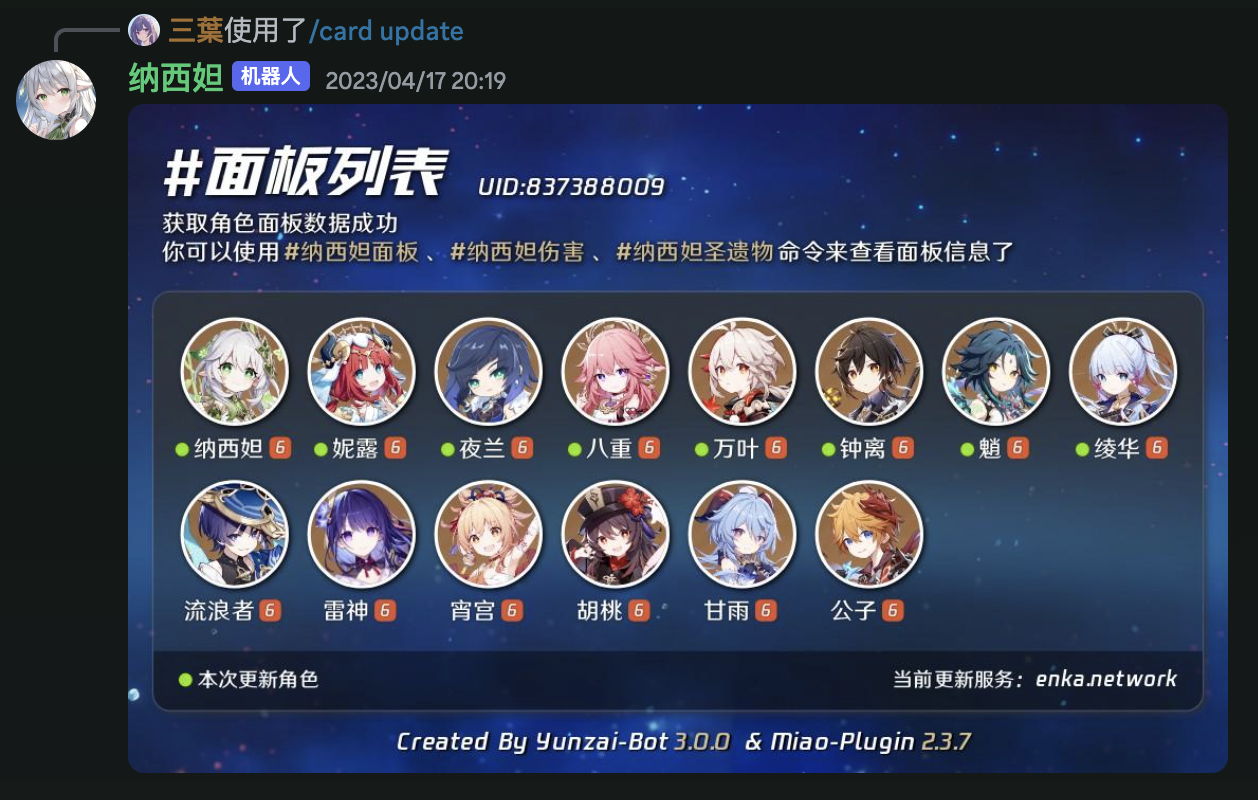 三葉使用了/card update
纳西妲 机器人 2023/04/17 20:19
#面板列表 UID:837388009
获取角色面板数据成功
你可以使用#纳西妲面板、#纳西妲伤害、#纳西妲圣遗物命令来查看面板信息了
纳西妲 6 妮露 6 夜兰 6 八重 6 万叶 6 钟离 6 魈 6 绫华 6
流浪者 6 雷神 6 宵宫 6 胡桃 6 甘雨 6 公子 6
本次更新角色 当前更新服务：enka.network
Created By Yunzai-Bot 3.0.0 & Miao-Plugin 2.3.7